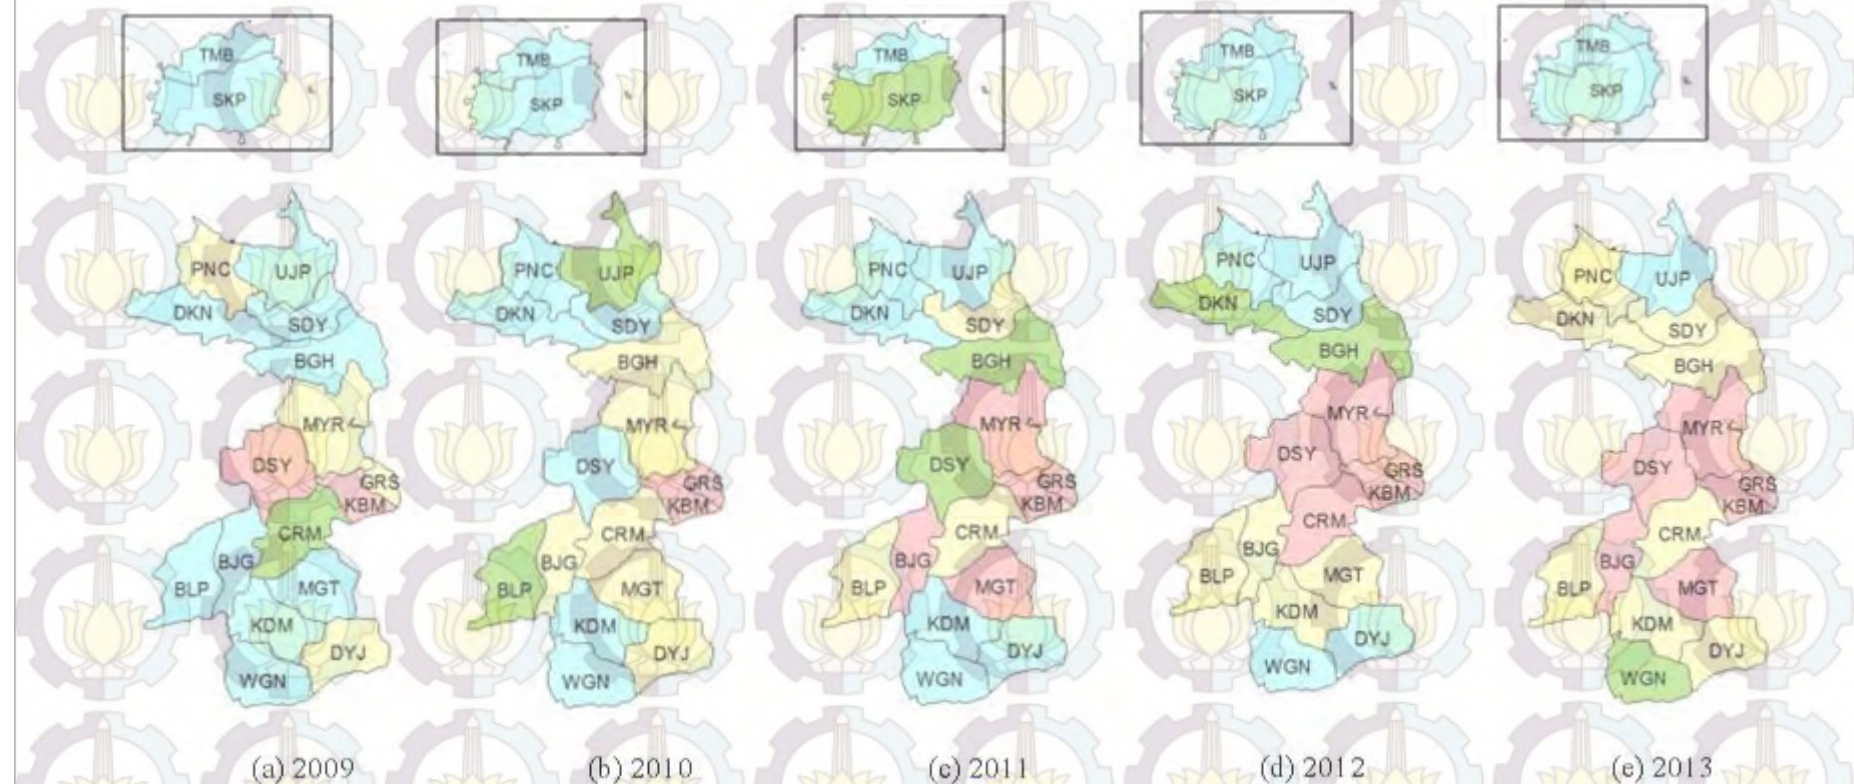 TMB TMB TMB TMB TMB
SKP SKP SKP SKP SKP
PNC UJP PNC UJP PNC UJP PNC UJP PNC UJP
DKN SDY DKN SDY DKN SDY DKN SDY DKN SDY
BGH BGH BGH BGH BGH
MYR MYR MYR MYR MYR
DSY DSY DSY DSY DSY
GRS GRS GRS GRS GRS
KBM KBM KBM KBM KBM
CRM CRM CRM CRM CRM
BJG BJG BJG BJG BJG
BLP MGT BLP MGT BLP MGT BLP MGT BLP MGT
KDM KDM KDM KDM KDM
DYJ DYJ DYJ DYJ DYJ
WGN WGN WGN WGN WGN
(a) 2009 (b) 2010 (c) 2011 (d) 2012 (e) 2013